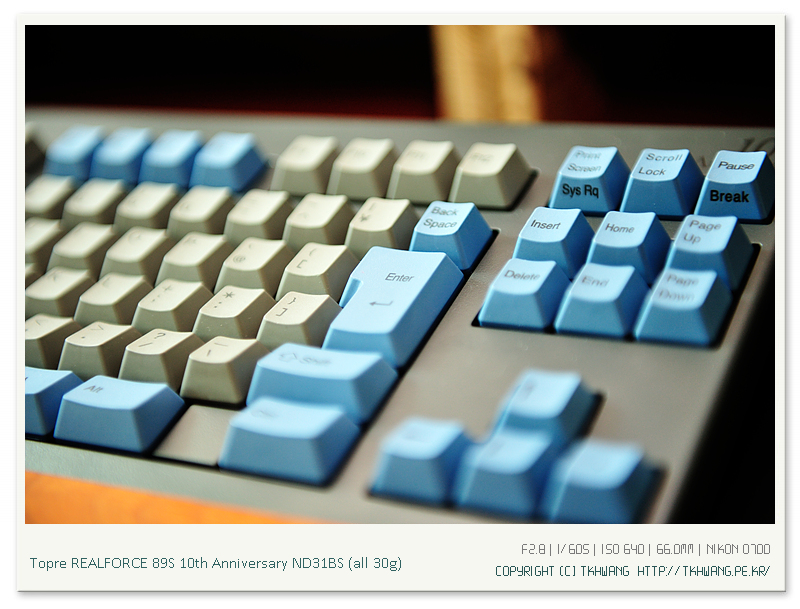 10
Print Screen
Sys Rq
Scroll Lock
Pause
Break
Back Space
Insert
Home
Page Up
Enter
Delete
End
Page Down
Shift
Alt
Topre REALFORCE 89S 10th Anniversary ND31BS (all 30g)
F2.8 | 1/60S | ISO 640 | 66.0MM | NIKON D700
COPYRIGHT (C) TKHWANG HTTP://TKHWANG.PE.KR/